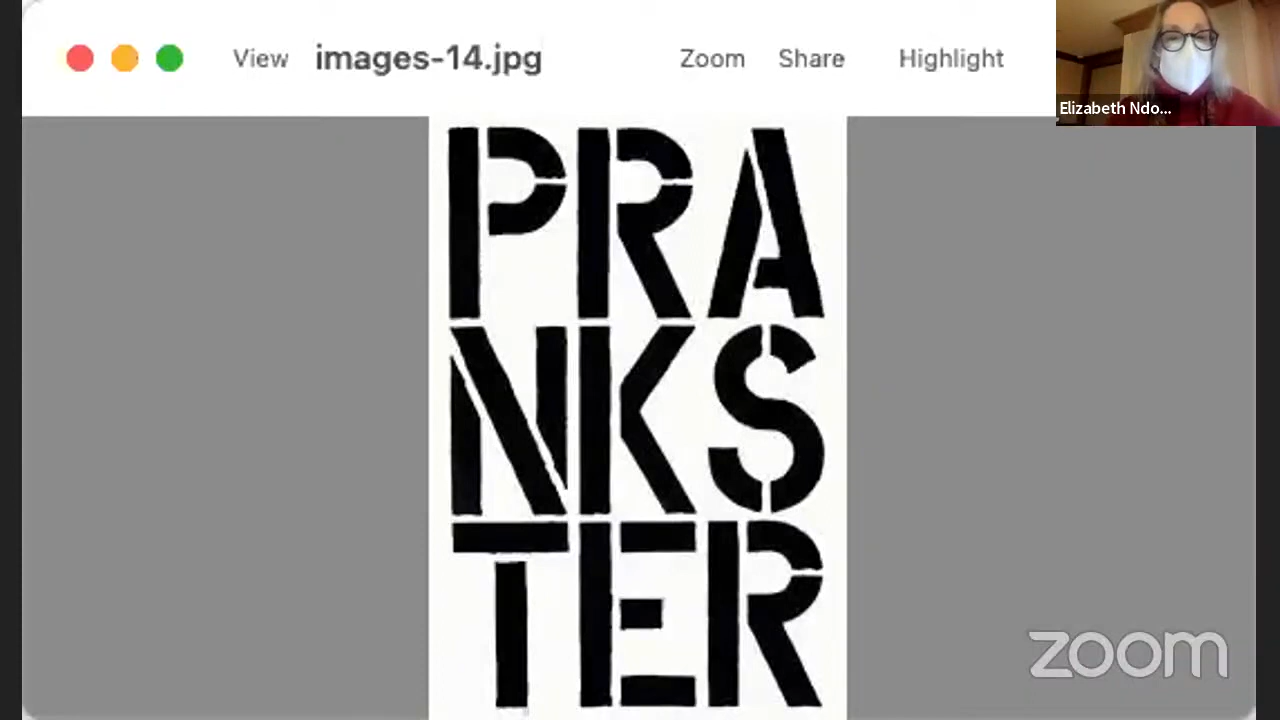 View images-14.jpg Zoom Share Highlight
Elizabeth Ndo...
PRA
NKS
TER
zoom